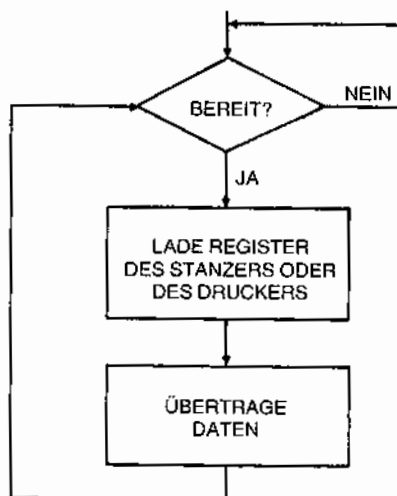 BEREIT?
NEIN
JA
LADE REGISTER
DES STANZERS ODER
DES DRUCKERS
ÜBERTRAGE
DATEN